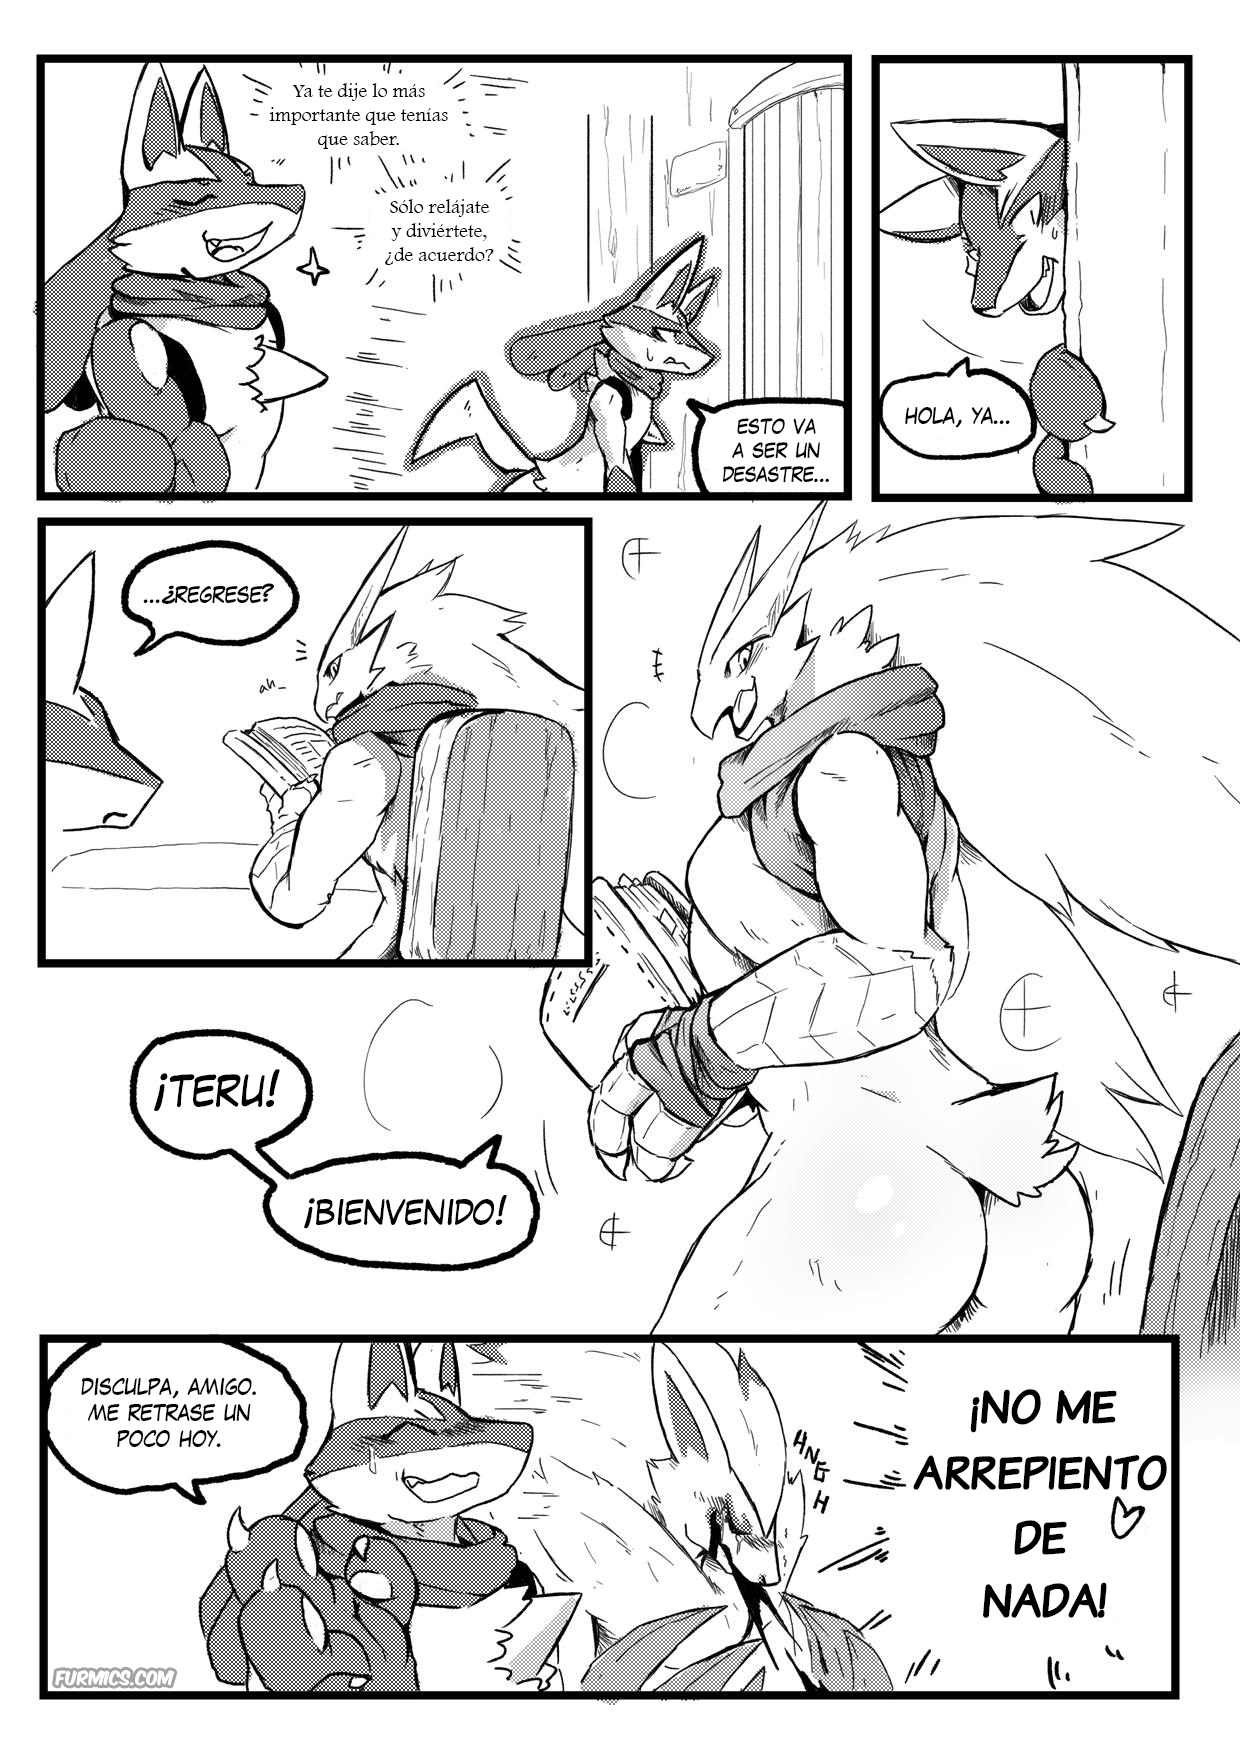 Ya te dije lo más
importante que tenías
que saber.
Sólo relájate
y diviértete,
¿de acuerdo?
ESTO VA
A SER UN
DESASTRE...
HOLA, YA...
...¿REGRESE?
ah_
¡TERU!
¡BIENVENIDO!
DISCULPA, AMIGO.
ME RETRASE UN
POCO HOY.
HNGH
¡NO ME
ARREPIENTO
DE
NADA!
FURMICS.COM